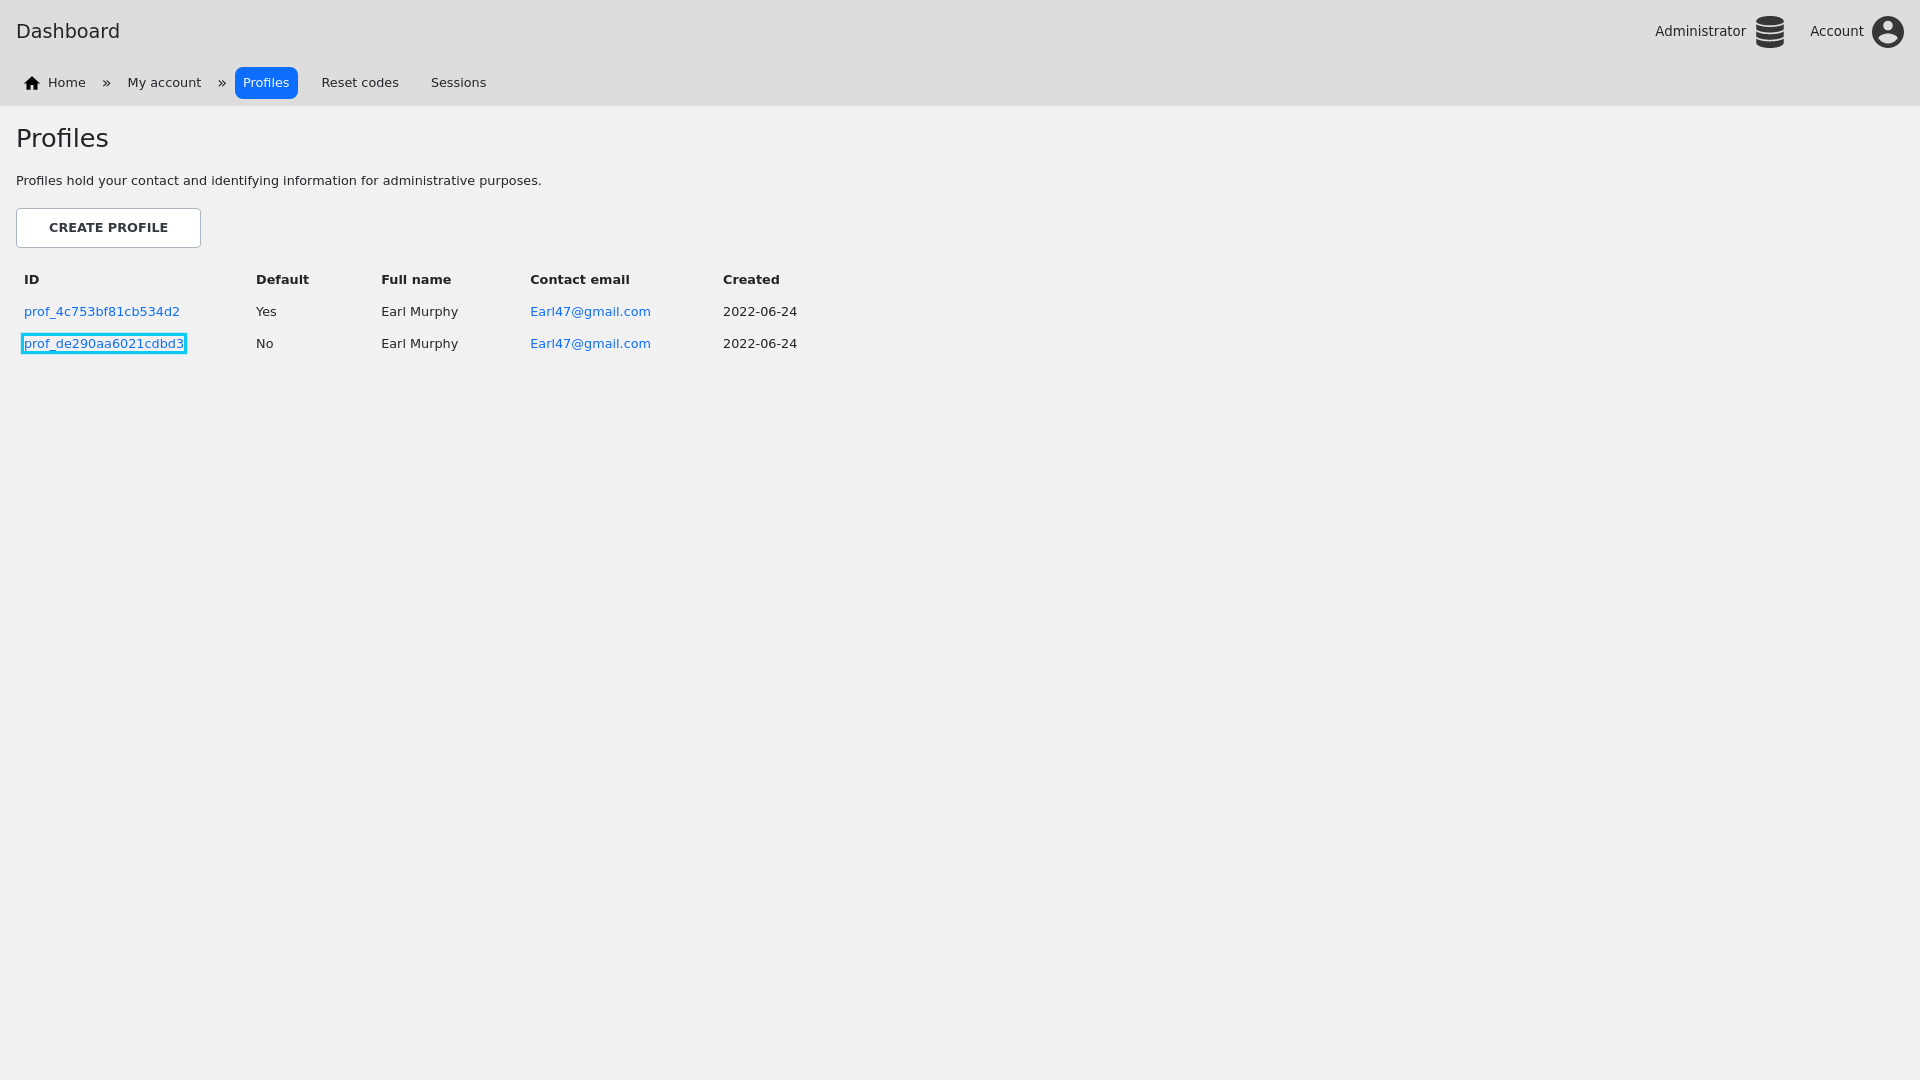 Dashboard
Administrator
Account
Home » My account » Profiles Reset codes Sessions
Profiles
Profiles hold your contact and identifying information for administrative purposes.
CREATE PROFILE
ID Default Full name Contact email Created
prof_4c753bf81cb534d2 Yes Earl Murphy Earl47@gmail.com 2022-06-24
prof_de290aa6021cdbd3 No Earl Murphy Earl47@gmail.com 2022-06-24